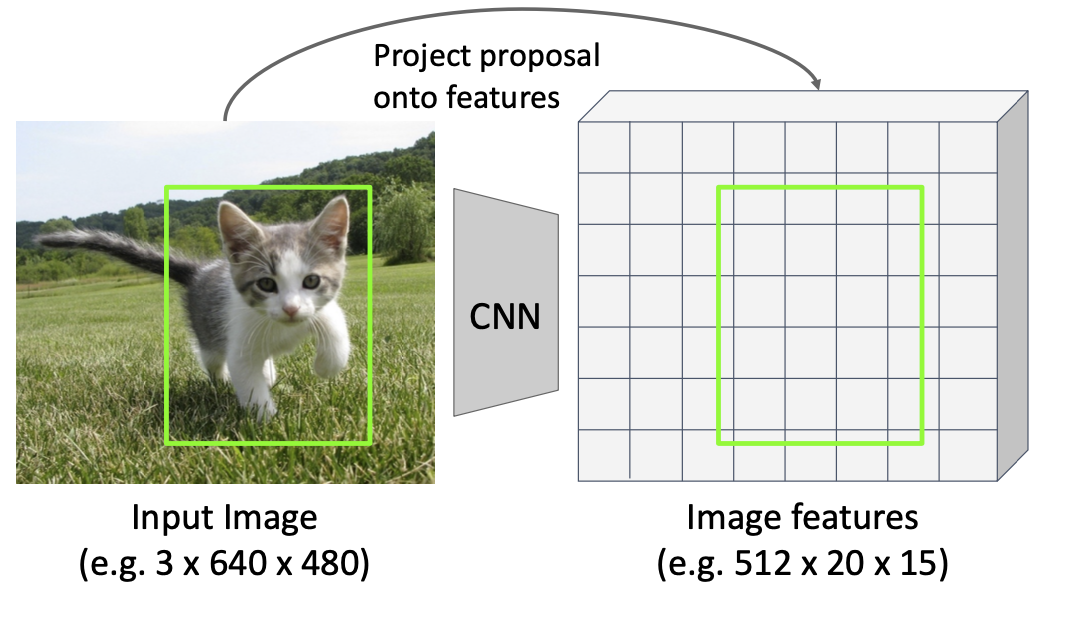 Project proposal
onto features
CNN
Input Image
(e.g. 3 x 640 x 480)
Image features
(e.g. 512 x 20 x 15)